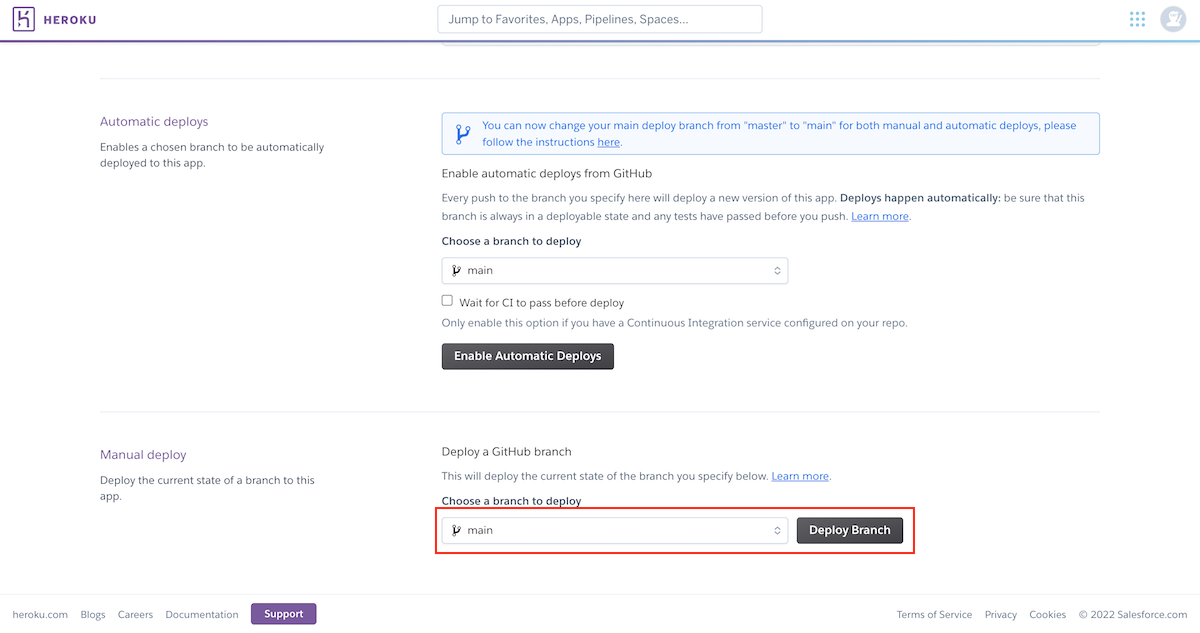 HEROKU
Jump to Favorites, Apps, Pipelines, Spaces...
Automatic deploys
Enables a chosen branch to be automatically
deployed to this app.
You can now change your main deploy branch from "master" to "main" for both manual and automatic deploys, please
follow the instructions here.
Enable automatic deploys from GitHub
Every push to the branch you specify here will deploy a new version of this app. Deploys happen automatically: be sure that this
branch is always in a deployable state and any tests have passed before you push. Learn more.
Choose a branch to deploy
main
Wait for CI to pass before deploy
Only enable this option if you have a Continuous Integration service configured on your repo.
Enable Automatic Deploys
Manual deploy
Deploy the current state of a branch to this
app.
Deploy a GitHub branch
This will deploy the current state of the branch you specify below. Learn more.
Choose a branch to deploy
main
Deploy Branch
heroku.com Blogs Careers Documentation Support
Terms of Service Privacy Cookies © 2022 Salesforce.com